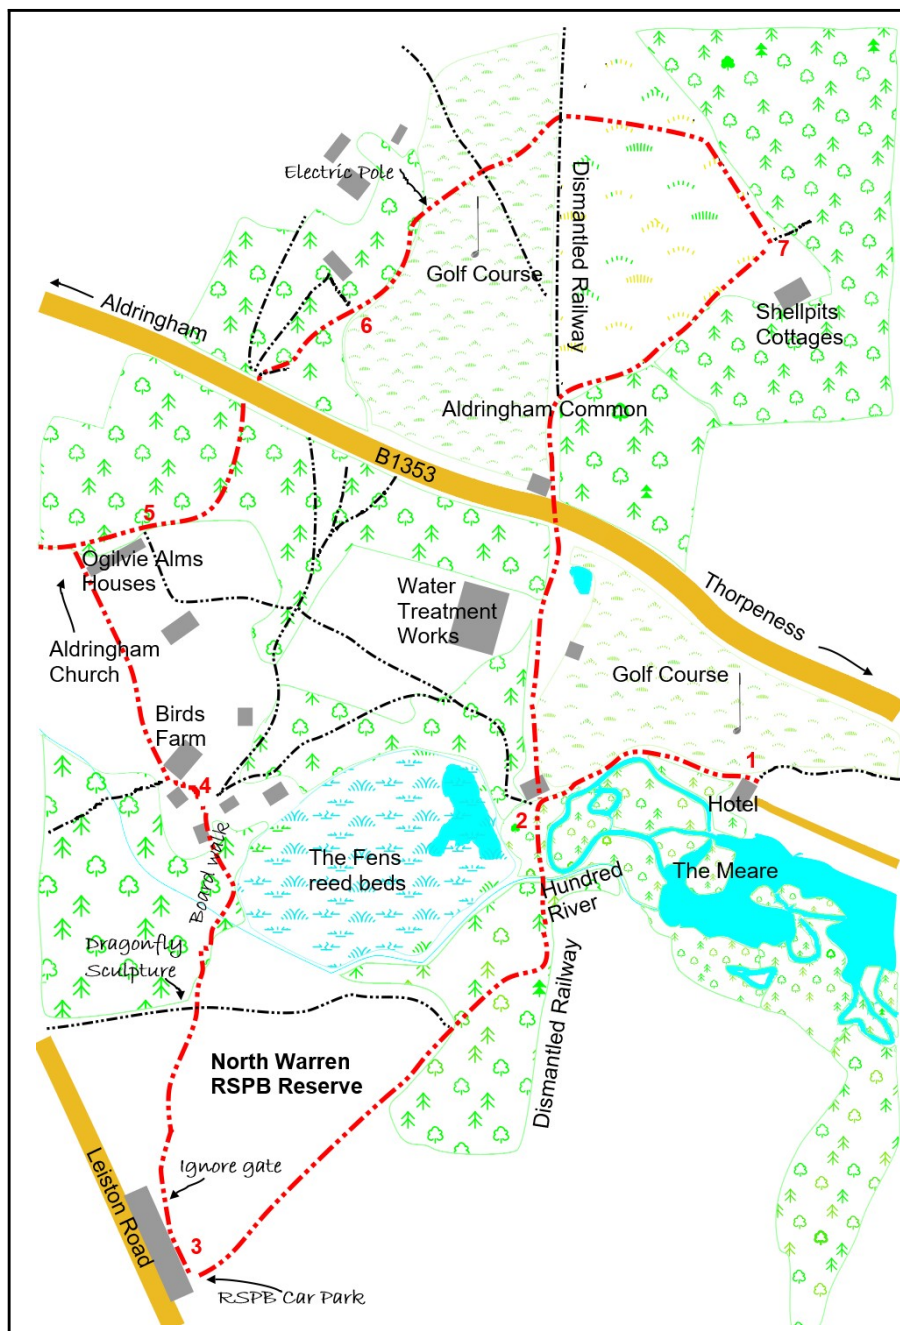 Electric Pole
Dismantled Railway
7
Golf Course
Aldringham
6
Shellpits
Cottages
Aldringham Common
B1353
5
Ogilvie Alms
Houses
Water
Treatment
Works
Thorpeness
Aldringham
Church
Golf Course
Birds
Farm
1
4
Hotel
2
Board walk
The Fens
reed beds
The Meare
Hundred
River
Dragonfly
Sculpture
Dismantled Railway
North Warren
RSPB Reserve
Leiston Road
Ignore gate
3
RSPB Car Park